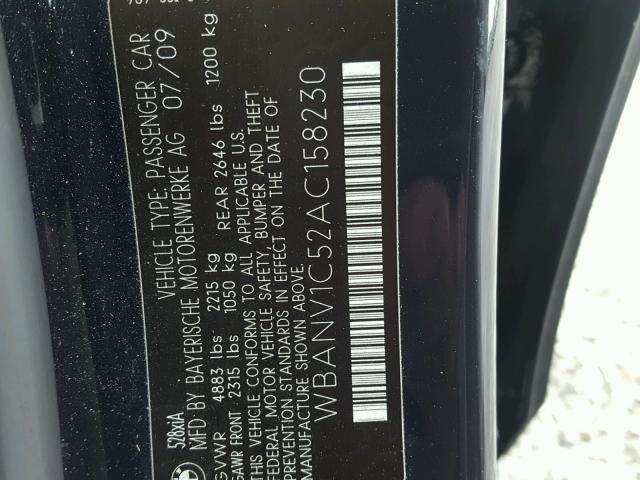 528xiA
VEHICLE TYPE: PASSENGER CAR
MFD BY BAYERISCHE MOTORENWERKE AG 07/09
GVWR 4883 lbs 2215 kg
GAWR FRONT 2315 lbs 1050 kg REAR 2646 lbs 1200 kg
THIS VEHICLE CONFORMS TO ALL APPLICABLE U.S.
FEDERAL MOTOR VEHICLE SAFETY, BUMPER AND THEFT
PREVENTION STANDARDS IN EFFECT ON THE DATE OF
MANUFACTURE SHOWN ABOVE.
WBANV1C52AC158230